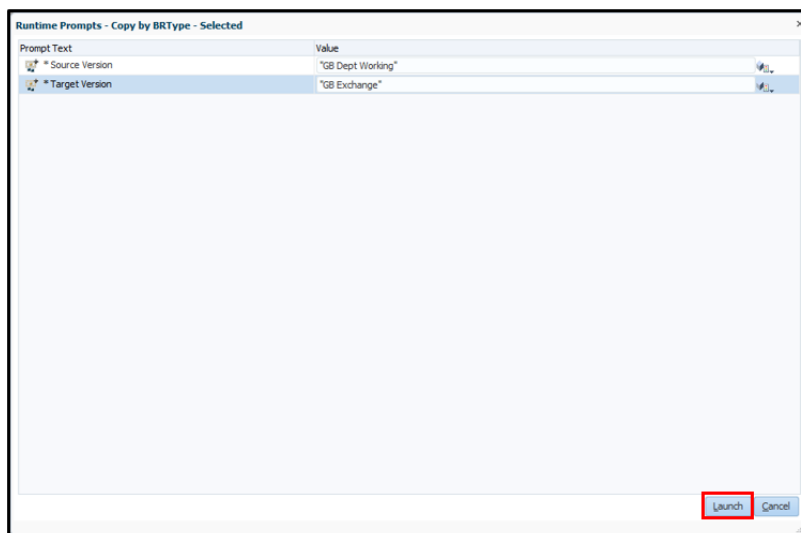 Runtime Prompts - Copy by BRType - Selected
Prompt Text Value
* Source Version "GB Dept Working"
* Target Version "GB Exchange"
Launch Cancel